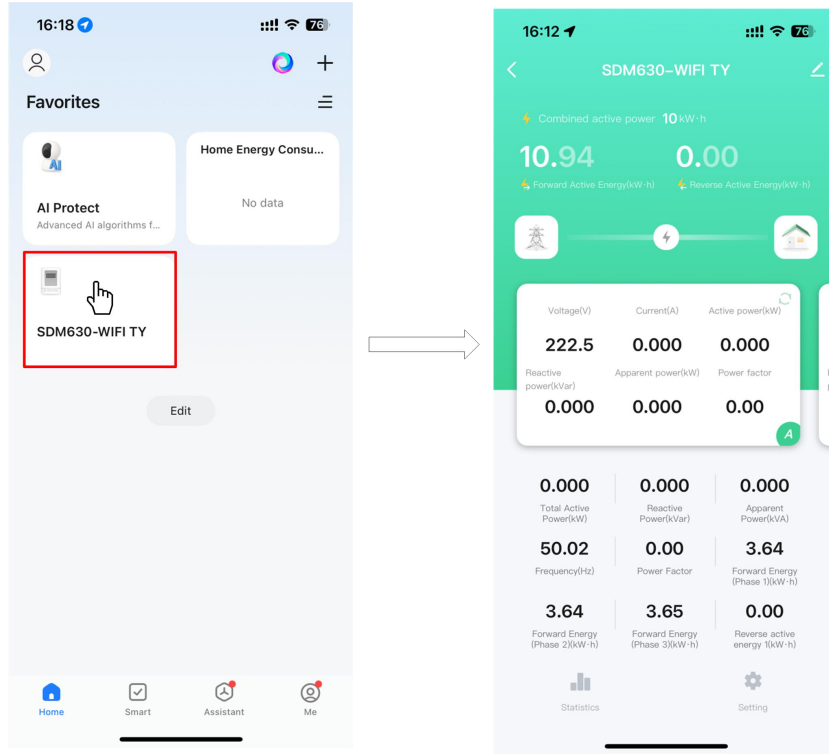 16:18
76
Favorites
AI
AI Protect
Advanced AI algorithms f...
Home Energy Consu...
No data
SDM630-WIFI TY
Edit
Home
Smart
Assistant
Me
16:12
76
SDM630-WIFI TY
Combined active power 10 kW·h
10.94
0.00
Forward Active Energy(kW·h)
Reverse Active Energy(kW·h)
Voltage(V)
Current(A)
Active power(kW)
222.5
0.000
0.000
Reactive
power(kVar)
Apparent power(kW)
Power factor
0.000
0.000
0.00
A
0.000
0.000
0.000
Total Active
Power(kW)
Reactive
Power(kVar)
Apparent
Power(kVA)
50.02
0.00
3.64
Frequency(Hz)
Power Factor
Forward Energy
(Phase 1)(kW·h)
3.64
3.65
0.00
Forward Energy
(Phase 2)(kW·h)
Forward Energy
(Phase 3)(kW·h)
Reverse active
energy 1(kW·h)
Statistics
Setting